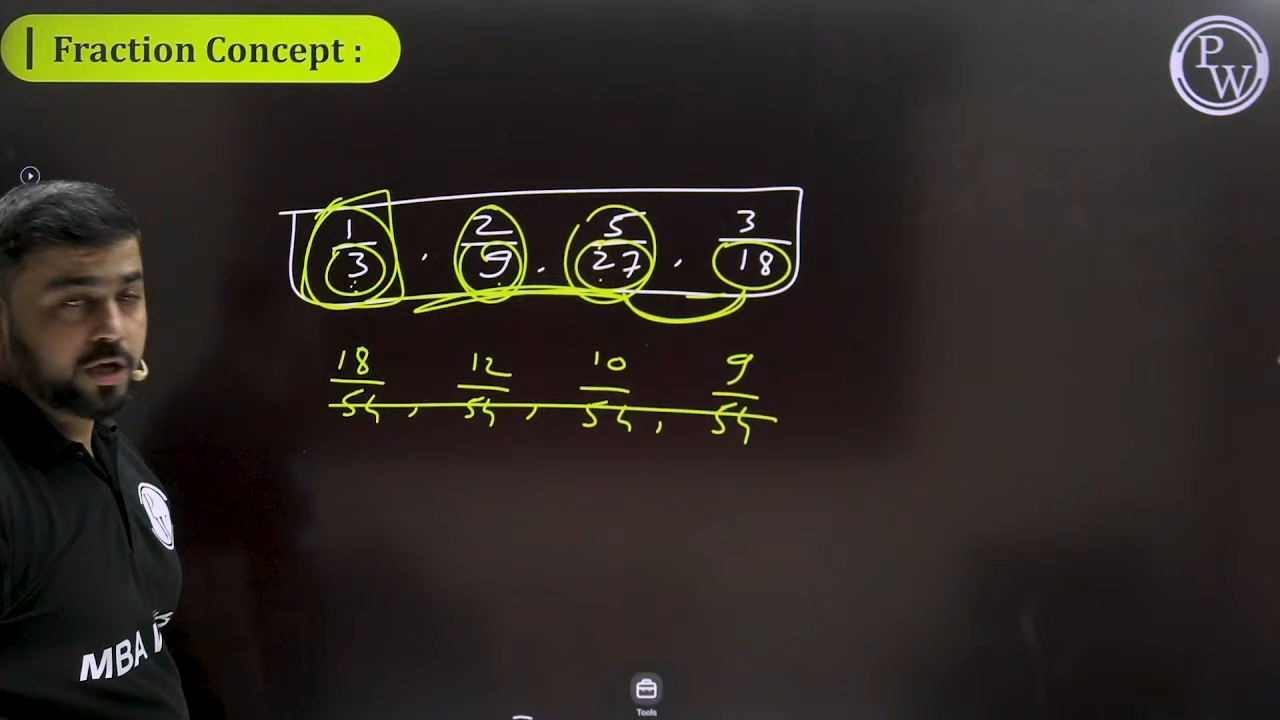 | Fraction Concept :
P
W
1/3 . 2/9 . 5/27 . 3/18
18/54 , 12/54 , 10/54 , 9/54
P
W
MBA
Tools